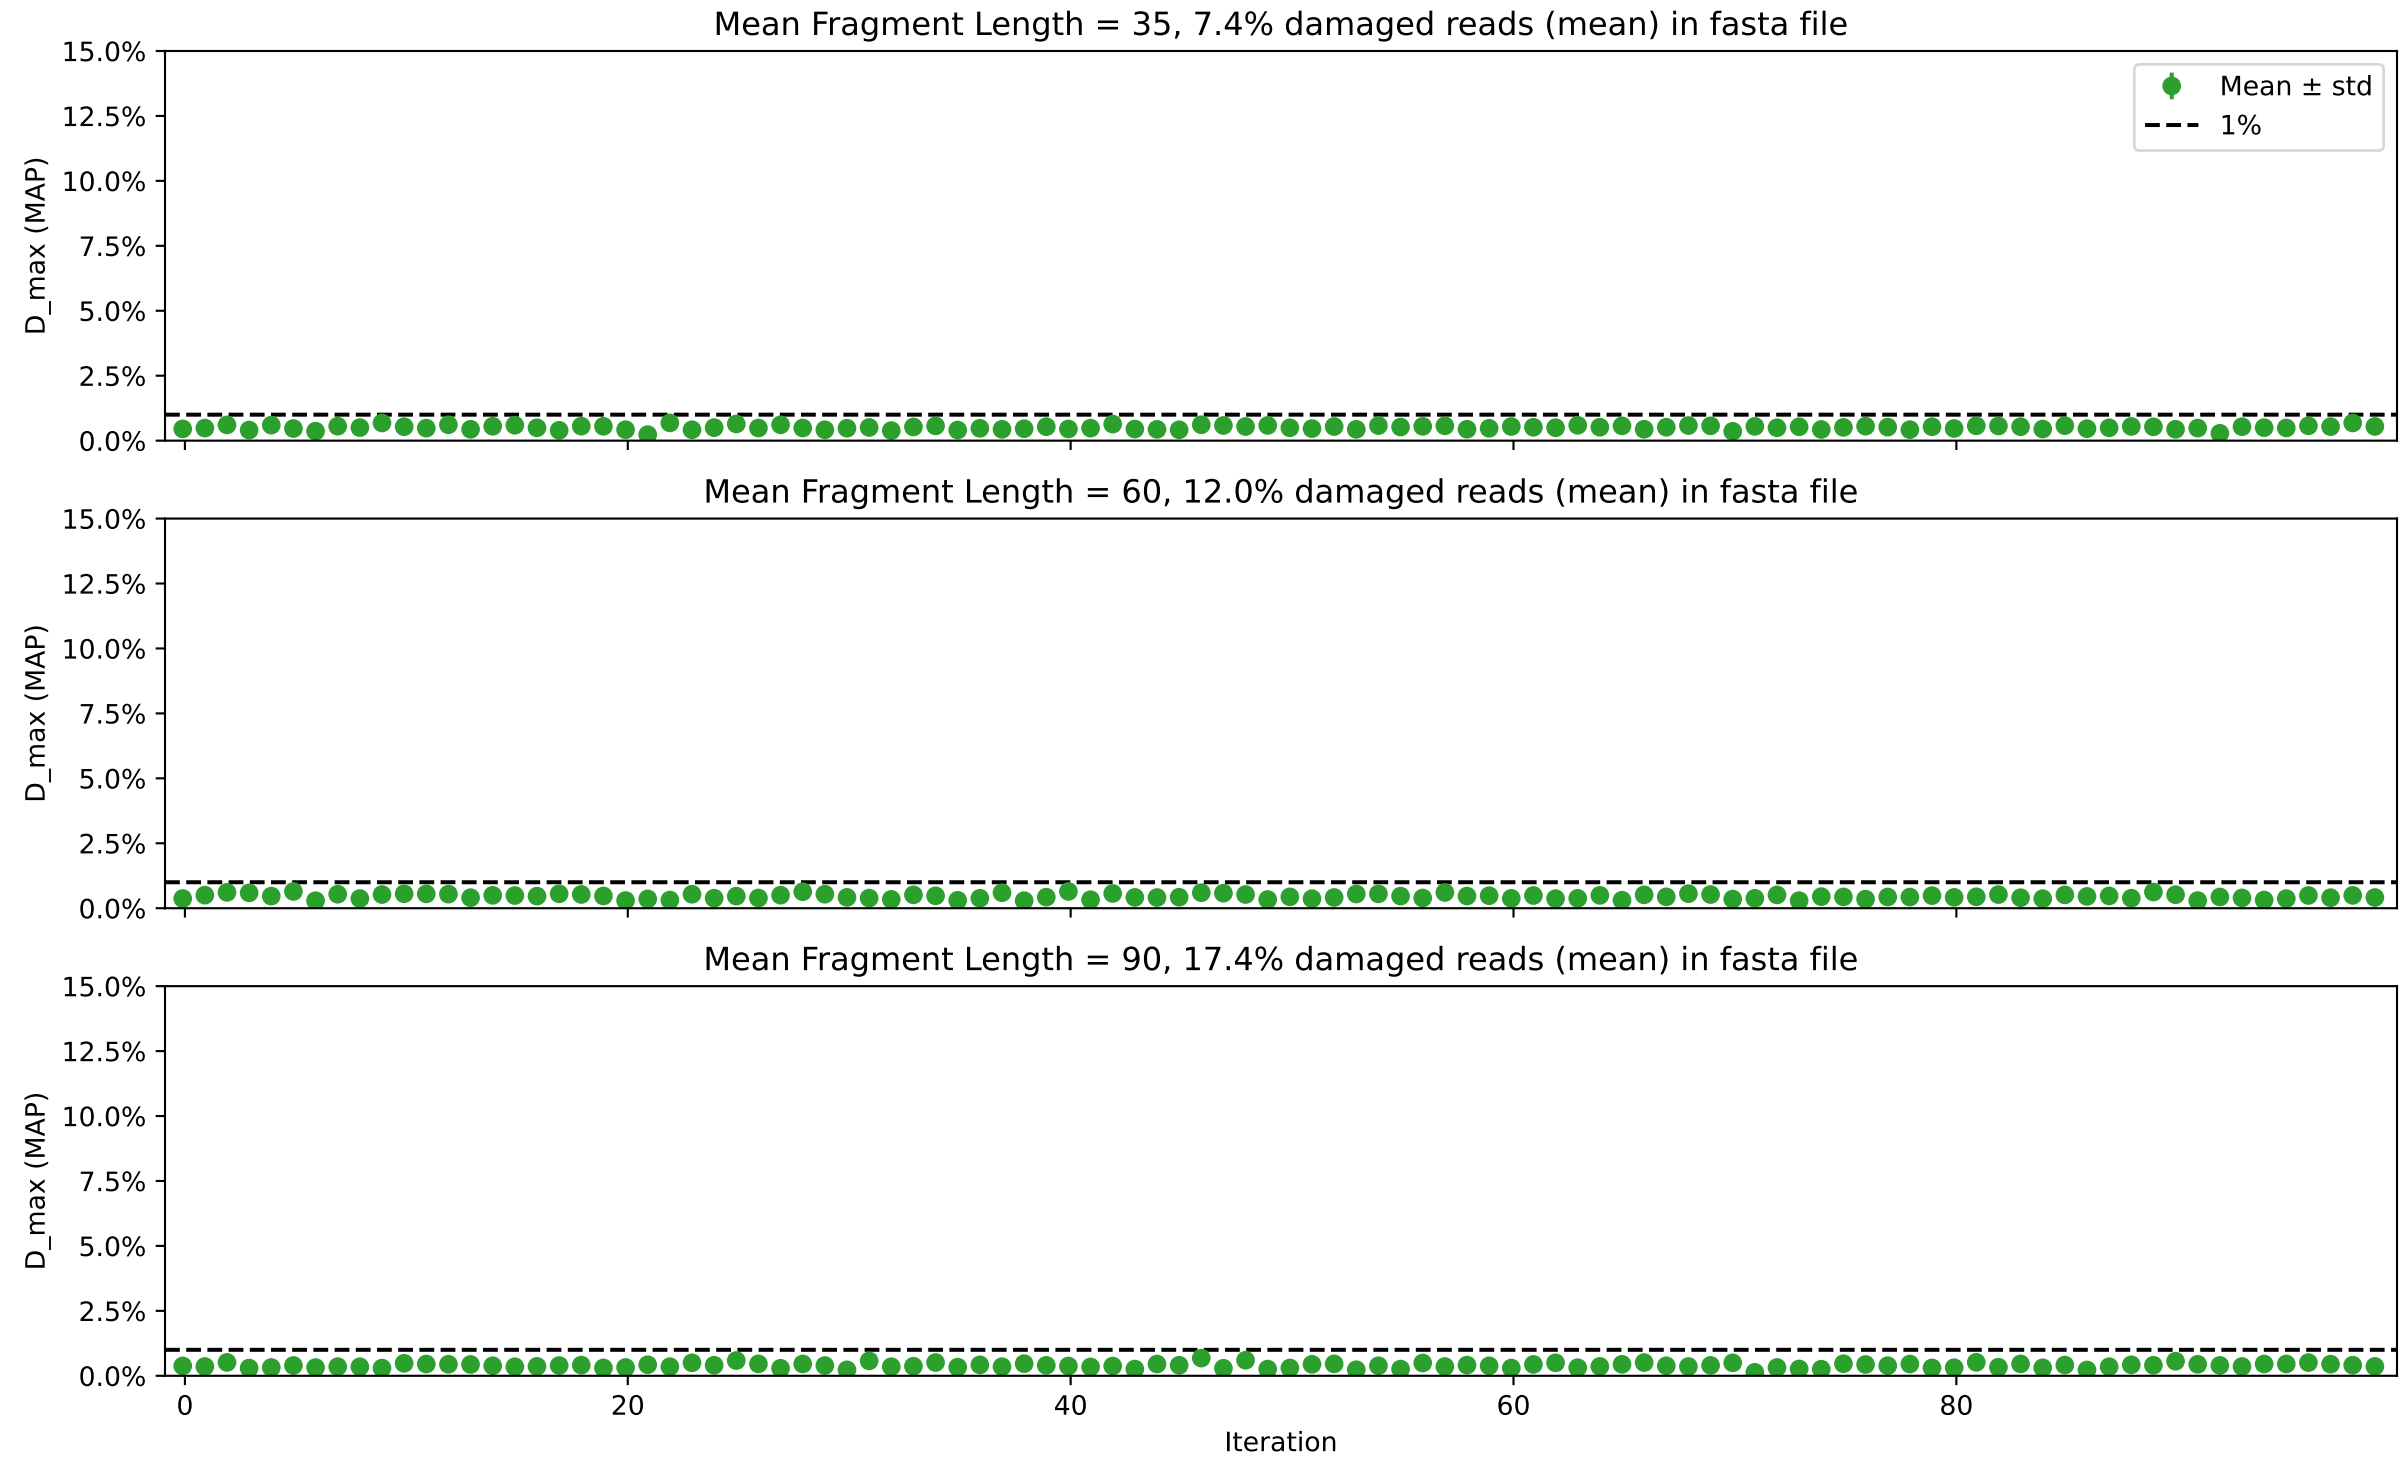 Mean Fragment Length = 35, 7.4% damaged reads (mean) in fasta file
15.0%
12.5%
10.0%
7.5%
5.0%
2.5%
0.0%
D_max (MAP)
Mean ± std
1%
Mean Fragment Length = 60, 12.0% damaged reads (mean) in fasta file
15.0%
12.5%
10.0%
7.5%
5.0%
2.5%
0.0%
D_max (MAP)
Mean Fragment Length = 90, 17.4% damaged reads (mean) in fasta file
15.0%
12.5%
10.0%
7.5%
5.0%
2.5%
0.0%
D_max (MAP)
0 20 40 60 80
Iteration